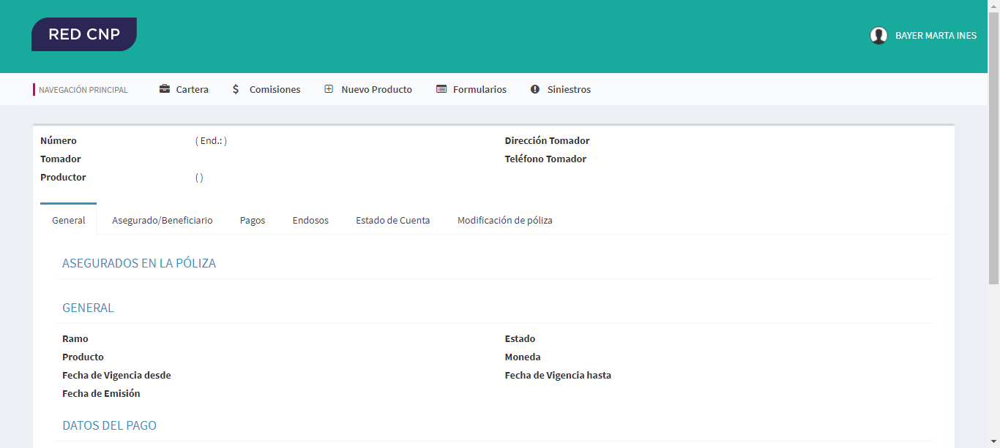 RED CNP
BAYER MARTA INES
NAVEGACIÓN PRINCIPAL Cartera $ Comisiones Nuevo Producto Formularios Siniestros
Número ( End.: ) Dirección Tomador
Tomador Teléfono Tomador
Productor ( )
General Asegurado/Beneficiario Pagos Endosos Estado de Cuenta Modificación de póliza
ASEGURADOS EN LA PÓLIZA
GENERAL
Ramo Estado
Producto Moneda
Fecha de Vigencia desde Fecha de Vigencia hasta
Fecha de Emisión
DATOS DEL PAGO